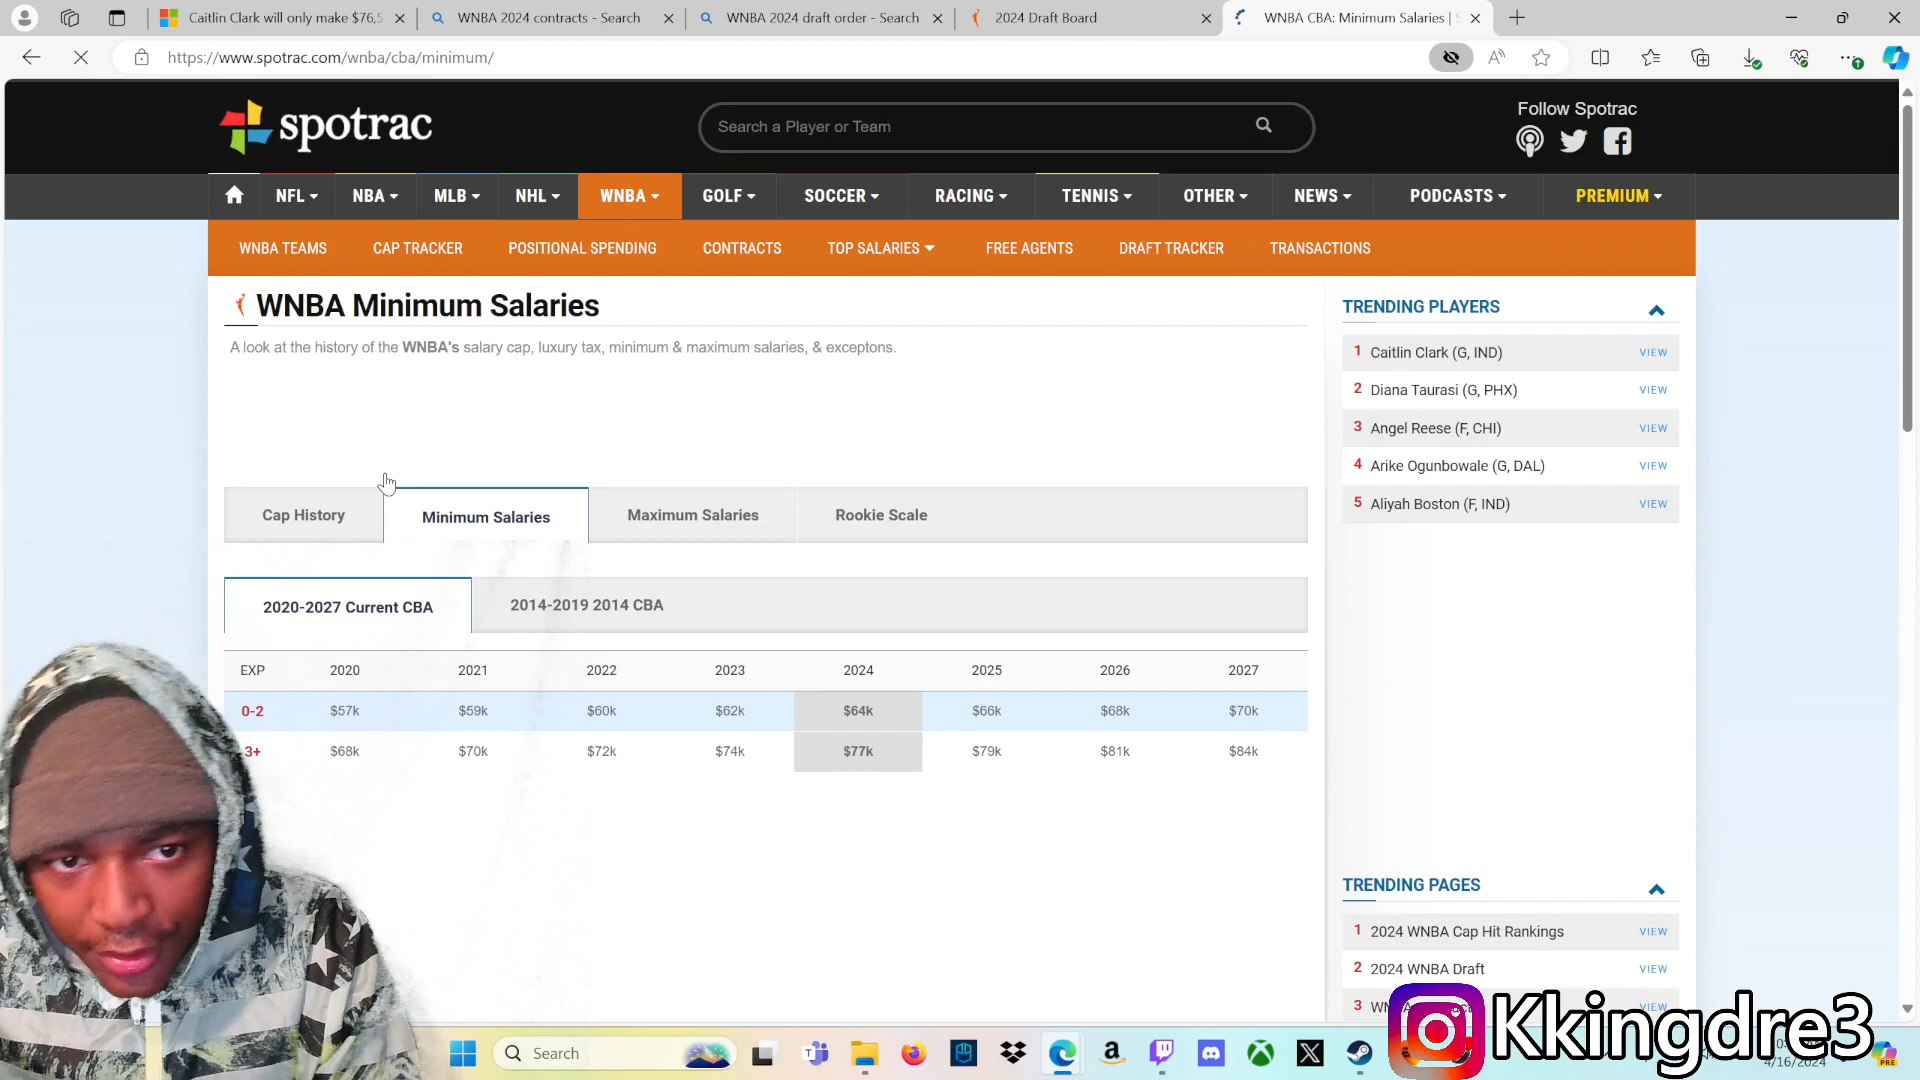 Caitlin Clark will only make $76,5
WNBA 2024 contracts - Search
WNBA 2024 draft order - Search
2024 Draft Board
WNBA CBA: Minimum Salaries |
https://www.spotrac.com/wnba/cba/minimum/
spotrac
Search a Player or Team
Follow Spotrac
NFL
NBA
MLB
NHL
WNBA
GOLF
SOCCER
RACING
TENNIS
OTHER
NEWS
PODCASTS
PREMIUM
WNBA TEAMS
CAP TRACKER
POSITIONAL SPENDING
CONTRACTS
TOP SALARIES
FREE AGENTS
DRAFT TRACKER
TRANSACTIONS
WNBA Minimum Salaries
A look at the history of the WNBA's salary cap, luxury tax, minimum & maximum salaries, & exceptons.
Cap History
Minimum Salaries
Maximum Salaries
Rookie Scale
2020-2027 Current CBA
2014-2019 2014 CBA
EXP 2020 2021 2022 2023 2024 2025 2026 2027
0-2 $57k $59k $60k $62k $64k $66k $68k $70k
3+ $68k $70k $72k $74k $77k $79k $81k $84k
TRENDING PLAYERS
1 Caitlin Clark (G, IND) VIEW
2 Diana Taurasi (G, PHX) VIEW
3 Angel Reese (F, CHI) VIEW
4 Arike Ogunbowale (G, DAL) VIEW
5 Aliyah Boston (F, IND) VIEW
TRENDING PAGES
1 2024 WNBA Cap Hit Rankings VIEW
2 2024 WNBA Draft VIEW
3
Kkingdre3
Search
4/16/2024
PRE